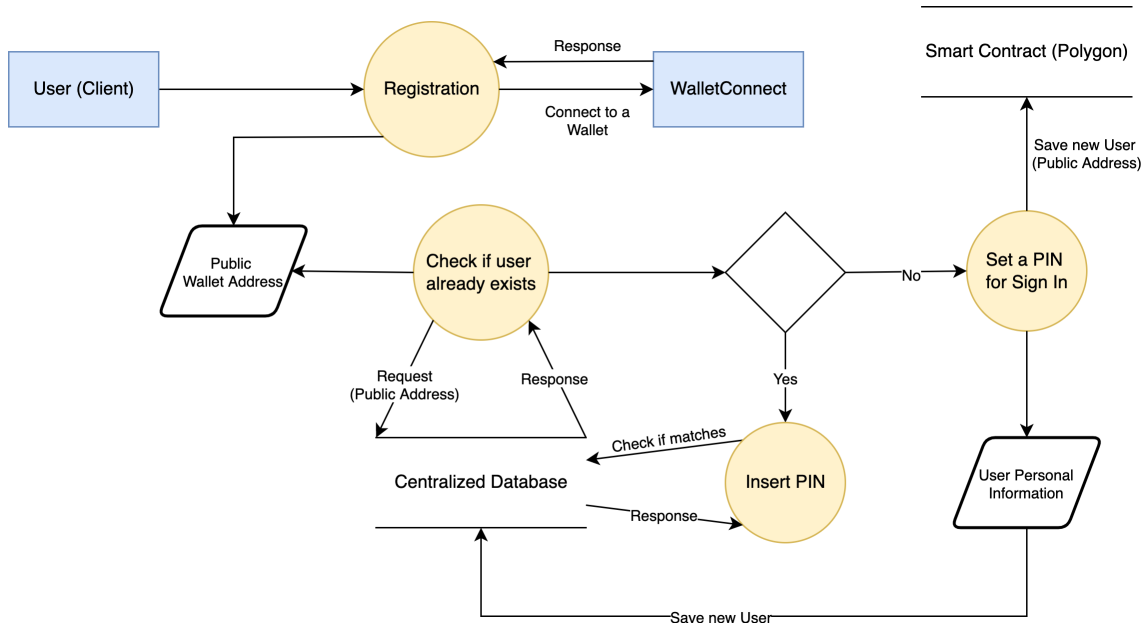 Response
Smart Contract (Polygon)
User (Client)
Registration
WalletConnect
Connect to a
Wallet
Save new User
(Public Address)
Public
Wallet Address
Check if user
already exists
No
Set a PIN
for Sign In
Request
(Public Address)
Response
Yes
Check if matches
Centralized Database
Insert PIN
User Personal
Information
Response
Save new User